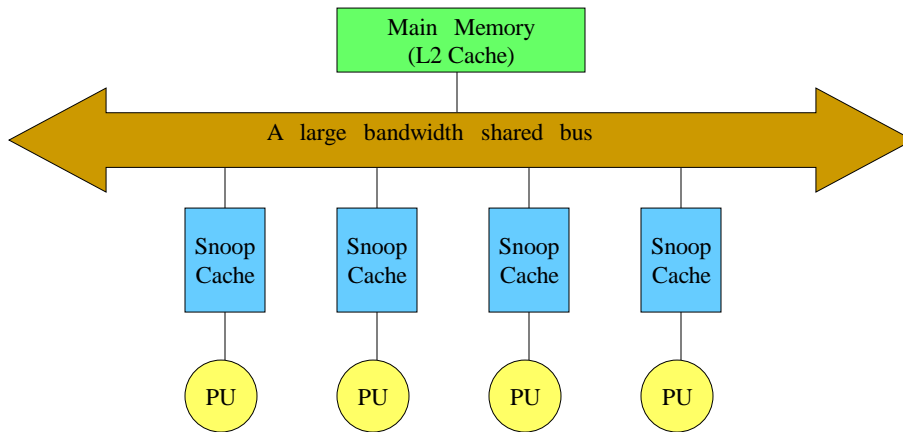 Main Memory
(L2 Cache)
A large bandwidth shared bus
Snoop
Cache
Snoop
Cache
Snoop
Cache
Snoop
Cache
PU
PU
PU
PU